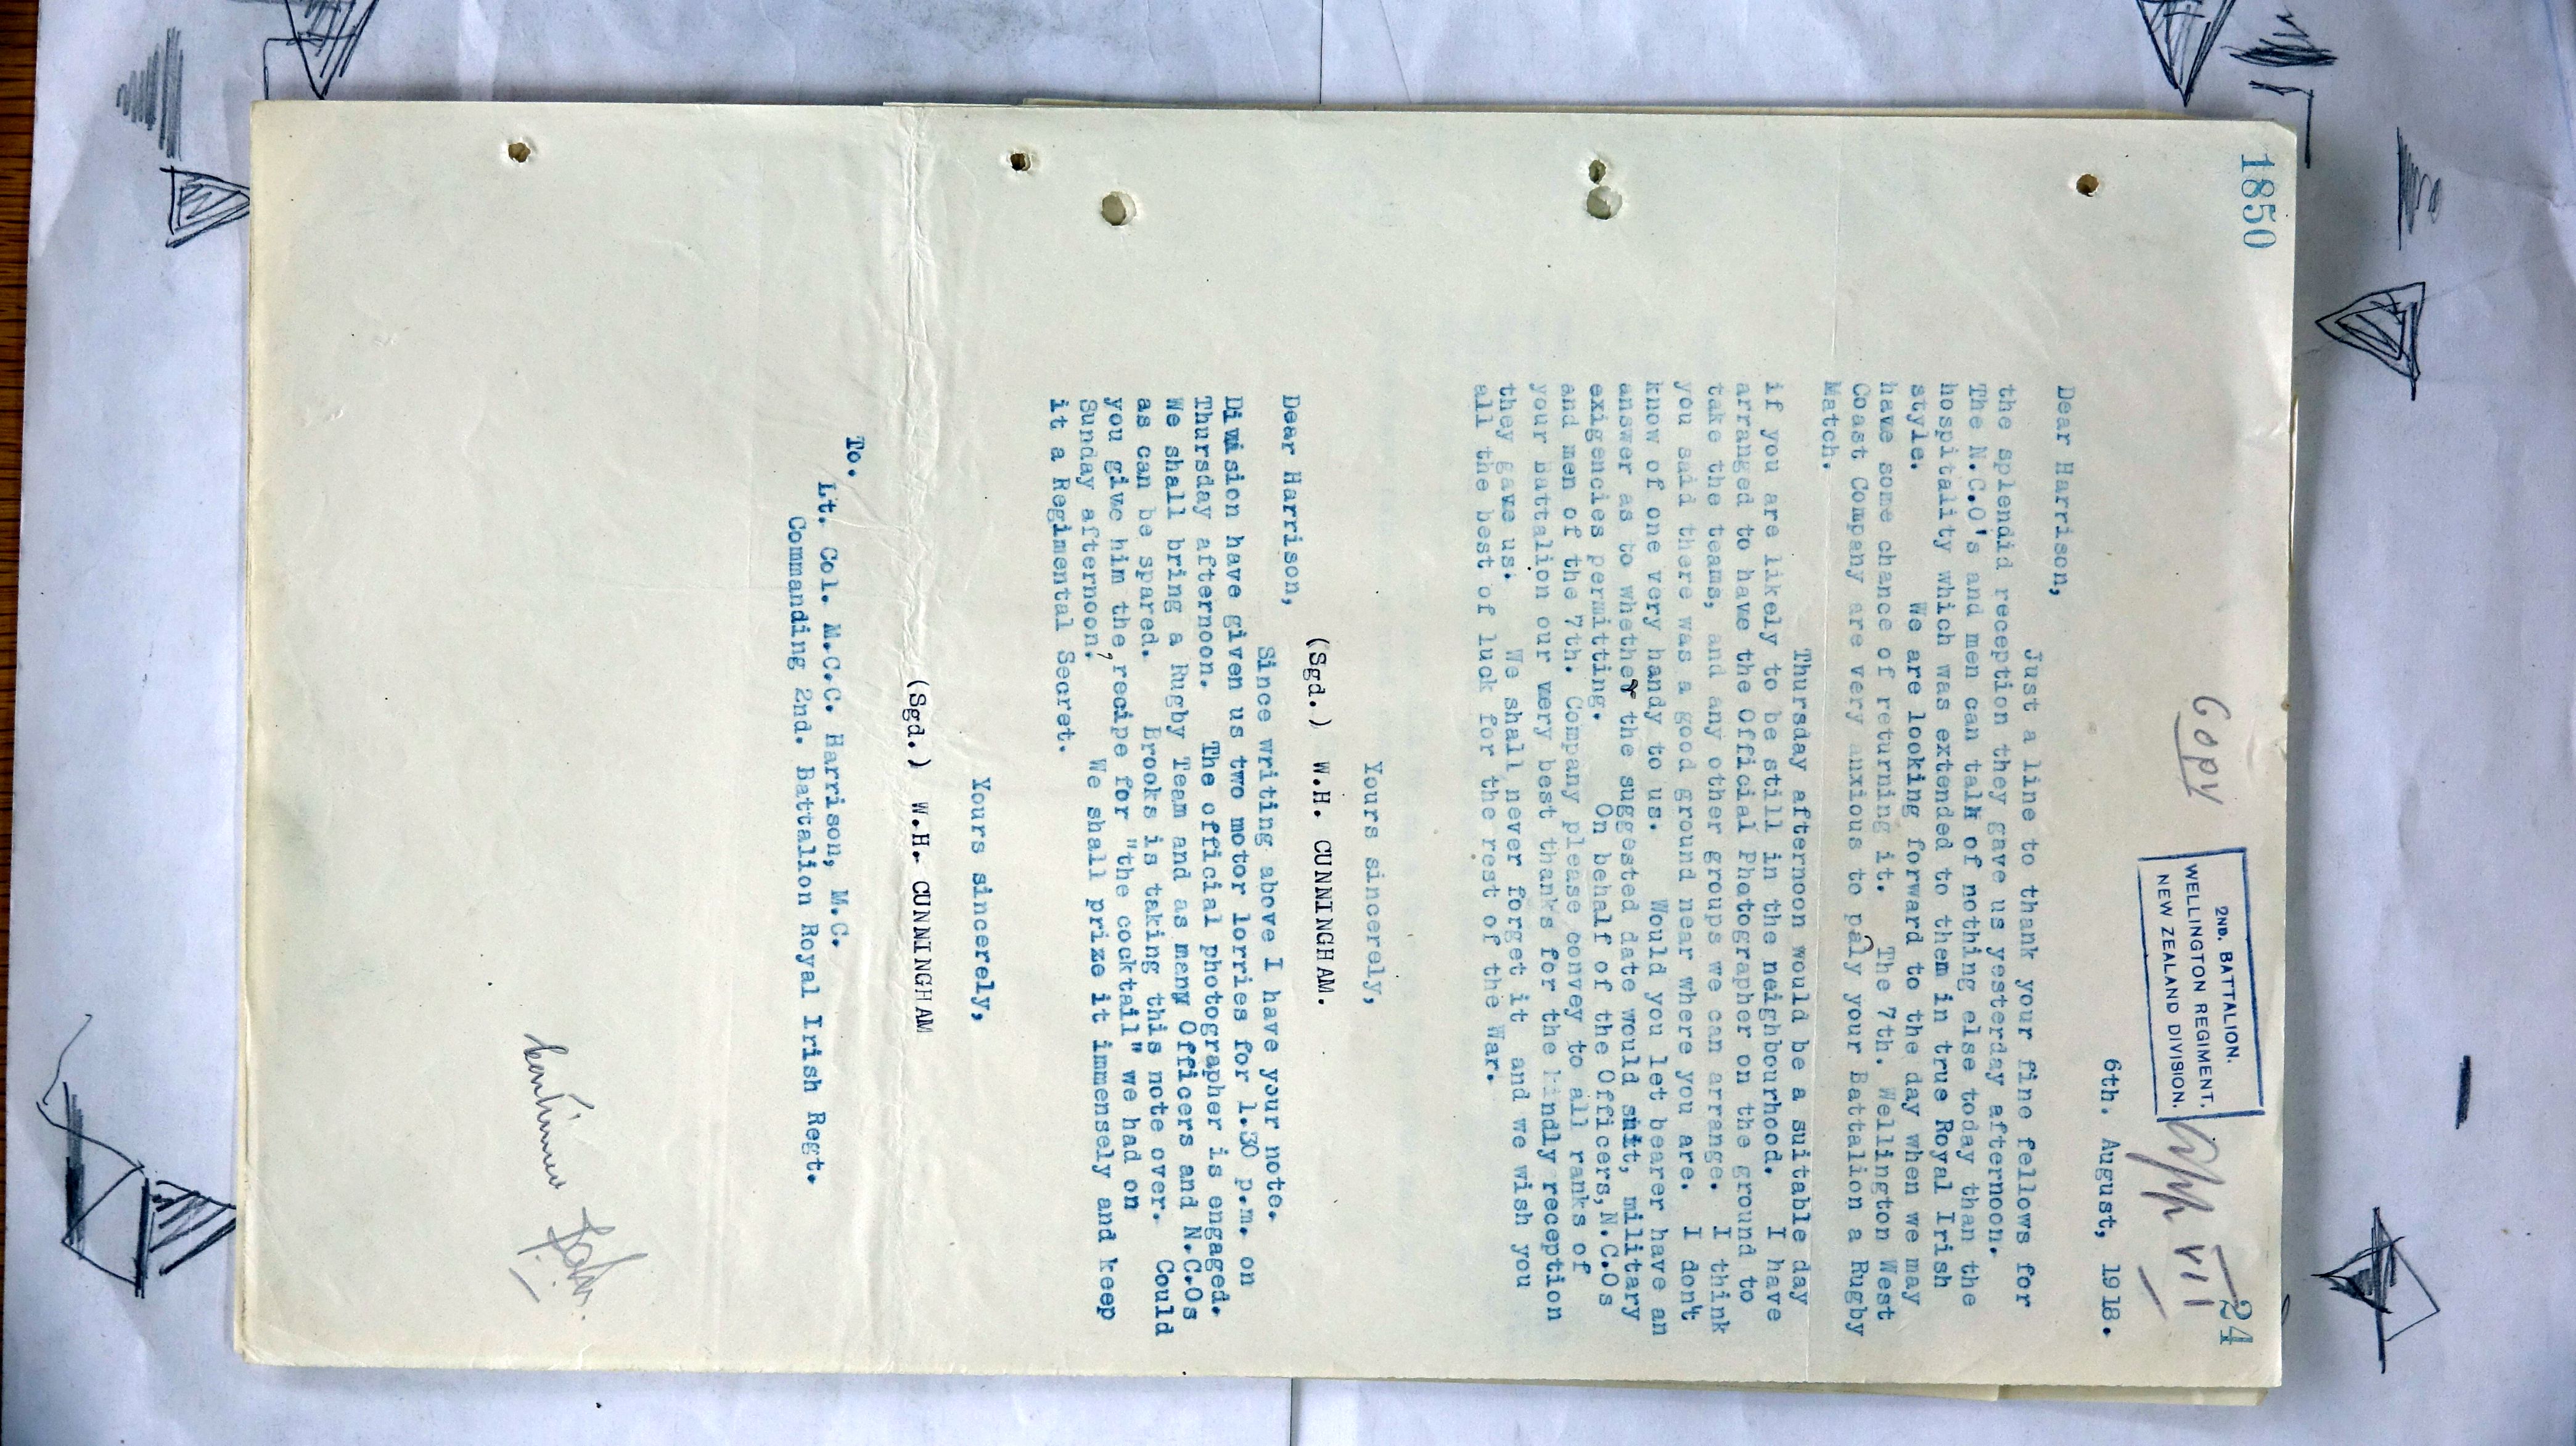 1850
Copy
2ND. BATTALION.
WELLINGTON REGIMENT.
NEW ZEALAND DIVISION.
App VII
24
6th. August, 1918.
Dear Harrison,
Just a line to thank your fine fellows for
the splendid reception they gave us yesterday afternoon.
The N.C.O's and men can talk of nothing else today than the
hospitality which was extended to them in true Royal Irish
style. We are looking forward to the day when we may
have some chance of returning it. The 7th. Wellington West
Coast Company are very anxious to paly your Battalion a Rugby
Match.
Thursday afternoon would be a suitable day
if you are likely to be still in the neighbourhood. I have
arranged to have the Official Photographer on the ground to
take the teams, and any other groups we can arrange. I think
you said there was a good ground near where you are. I don't
know of one very handy to us. Would you let bearer have an
answer as to whether the suggested date would suit, military
exigencies permitting. On behalf of the Officers, N.C.Os
and men of the 7th. Company please convey to all ranks of
your Battalion our very best thanks for the kindly reception
they gave us. We shall never forget it and we wish you
all the best of luck for the rest of the War.
Yours sincerely,
(Sgd.) W.H. CUNNINGHAM.
Dear Harrison,
Since writing above I have your note.
Division have given us two motor lorries for 1.30 p.m. on
Thursday afternoon. The official photographer is engaged.
We shall bring a Rugby Team and as many Officers and N.C.Os
as can be spared. Brooks is taking this note over. Could
you give him the recipe for "the cocktail" we had on
Sunday afternoon, We shall prize it immensely and keep
it a Regimental Secret.
Yours sincerely,
(Sgd.) W.H. CUNNINGHAM
To.
Lt. Col. M.C.C. Harrison, M.C.
Commanding 2nd. Battalion Royal Irish Regt.